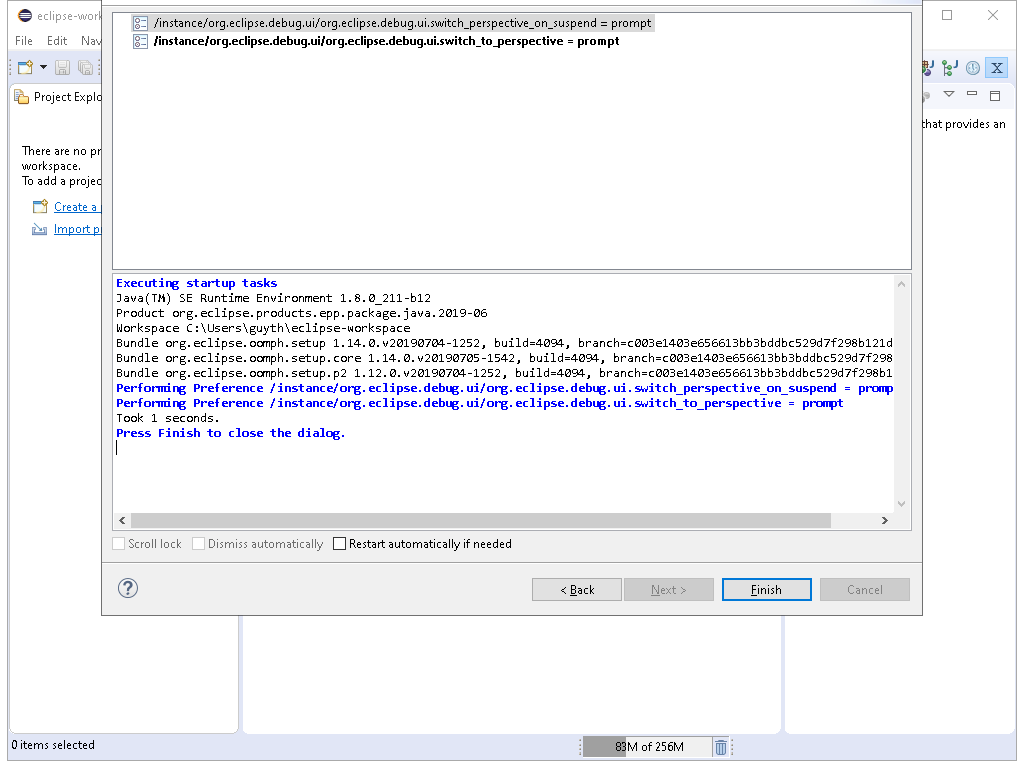 eclipse-work
File Edit Nav
Project Explo
There are no pr
workspace.
To add a projec
Create a
Import p
/instance/org.eclipse.debug.ui/org.eclipse.debug.ui.switch_perspective_on_suspend = prompt
/instance/org.eclipse.debug.ui/org.eclipse.debug.ui.switch_to_perspective = prompt
that provides an
Executing startup tasks
Java(TM) SE Runtime Environment 1.8.0_211-b12
Product org.eclipse.products.epp.package.java.2019-06
Workspace C:\Users\guyth\eclipse-workspace
Bundle org.eclipse.oomph.setup 1.14.0.v20190704-1252, build=4094, branch=c003e1403e656613bb3bddbc529d7f298b121d
Bundle org.eclipse.oomph.setup.core 1.14.0.v20190705-1542, build=4094, branch=c003e1403e656613bb3bddbc529d7f298
Bundle org.eclipse.oomph.setup.p2 1.12.0.v20190704-1252, build=4094, branch=c003e1403e656613bb3bddbc529d7f298b1
Performing Preference /instance/org.eclipse.debug.ui/org.eclipse.debug.ui.switch_perspective_on_suspend = promp
Performing Preference /instance/org.eclipse.debug.ui/org.eclipse.debug.ui.switch_to_perspective = prompt
Took 1 seconds.
Press Finish to close the dialog.
Scroll lock Dismiss automatically Restart automatically if needed
< Back Next > Finish Cancel
0 items selected 83M of 256M